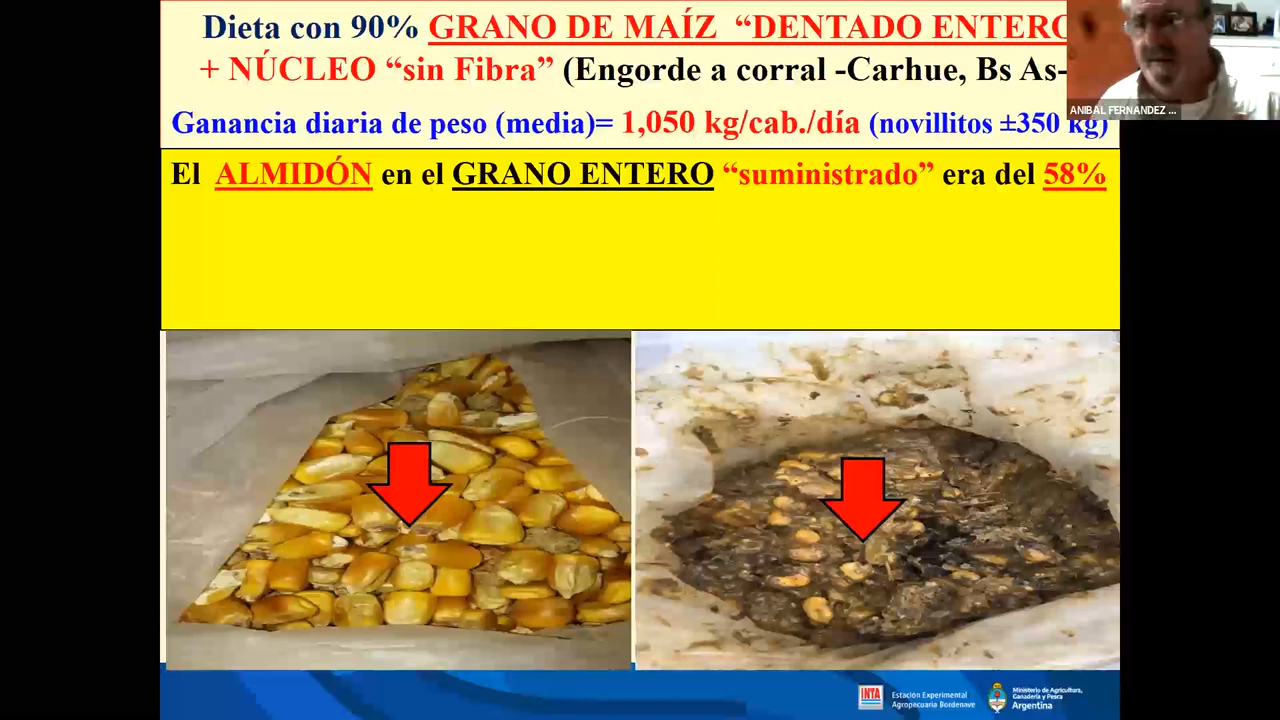 Dieta con 90% GRANO DE MAÍZ “DENTADO ENTERO
+ NÚCLEO “sin Fibra” (Engorde a corral -Carhue, Bs As-
Ganancia diaria de peso (media)= 1,050 kg/cab./día (novillitos ±350 kg)
El ALMIDÓN en el GRANO ENTERO “suministrado” era del 58%
ANIBAL FERNANDEZ ...
INTA
Estación Experimental
Agropecuaria Bordenave
Ministerio de Agricultura,
Ganadería y Pesca
Argentina